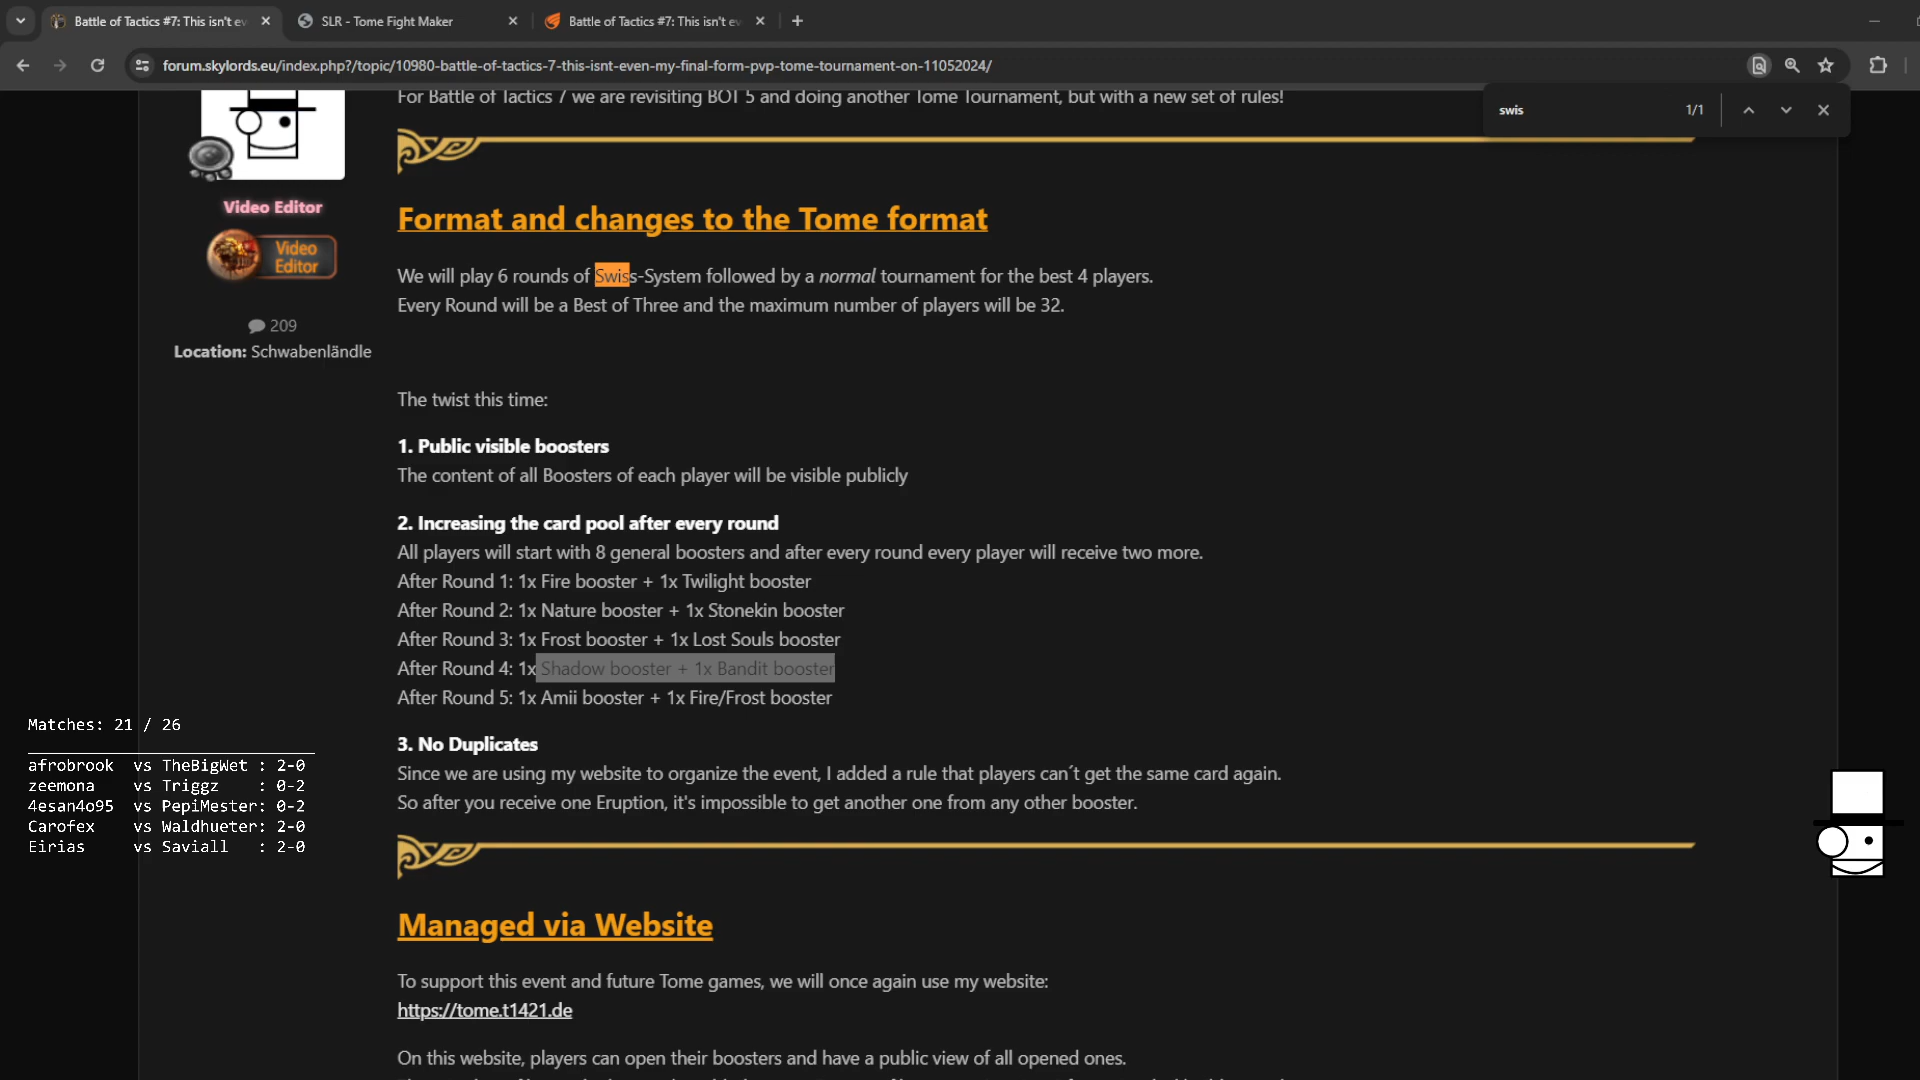 Battle of Tactics #7: This isn't ev
SLR - Tome Fight Maker
Battle of Tactics #7: This isn't ev
forum.skylords.eu/index.php?/topic/10980-battle-of-tactics-7-this-isnt-even-my-final-form-pvp-tome-tournament-on-11052024/
swis
1/1
For Battle of Tactics 7 we are revisiting BOT 5 and doing another Tome Tournament, but with a new set of rules!
Video Editor
Video
Editor
209
Location: Schwabenländle
Format and changes to the Tome format
We will play 6 rounds of Swiss-System followed by a normal tournament for the best 4 players.
Every Round will be a Best of Three and the maximum number of players will be 32.
The twist this time:
1. Public visible boosters
The content of all Boosters of each player will be visible publicly
2. Increasing the card pool after every round
All players will start with 8 general boosters and after every round every player will receive two more.
After Round 1: 1x Fire booster + 1x Twilight booster
After Round 2: 1x Nature booster + 1x Stonekin booster
After Round 3: 1x Frost booster + 1x Lost Souls booster
After Round 4: 1x Shadow booster + 1x Bandit booster
After Round 5: 1x Amii booster + 1x Fire/Frost booster
3. No Duplicates
Since we are using my website to organize the event, I added a rule that players can´t get the same card again.
So after you receive one Eruption, it's impossible to get another one from any other booster.
Matches: 21 / 26
afrobrook vs TheBigWet : 2-0
zeemona vs Triggz : 0-2
4esan4o95 vs PepiMester: 0-2
Carofex vs Waldhueter: 2-0
Eirias vs Saviall : 2-0
Managed via Website
To support this event and future Tome games, we will once again use my website:
https://tome.t1421.de
On this website, players can open their boosters and have a public view of all opened ones.